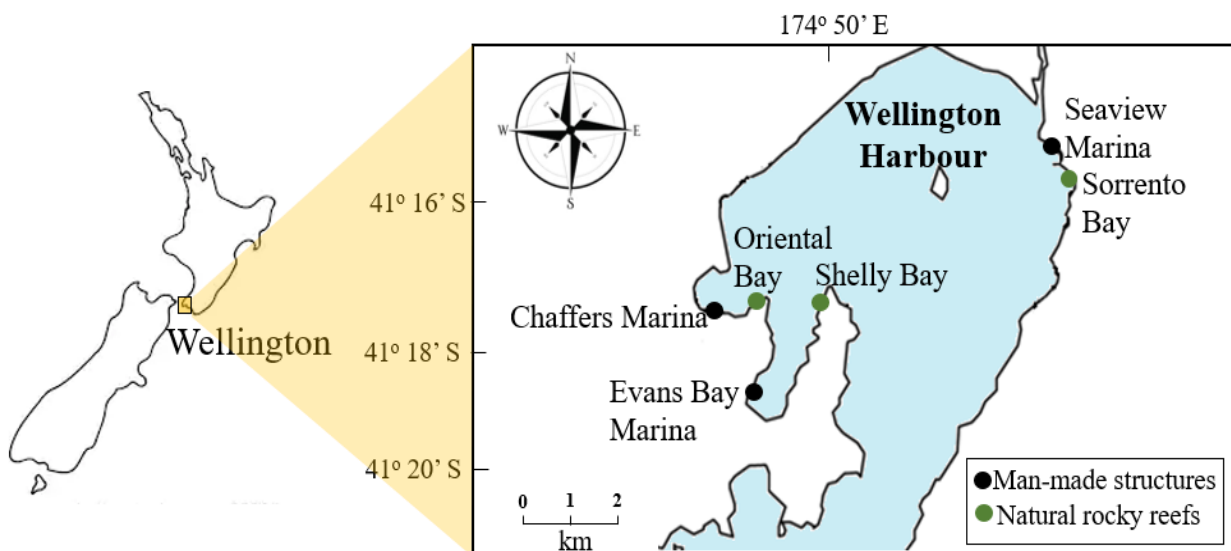 174º 50’ E
N
W
E
S
Wellington
Harbour
Seaview
Marina
Sorrento
Bay
41º 16’ S
Oriental
Bay
Shelly Bay
Chaffers Marina
Wellington
41º 18’ S
Evans Bay
Marina
41º 20’ S
0 1 2
km
Man-made structures
Natural rocky reefs